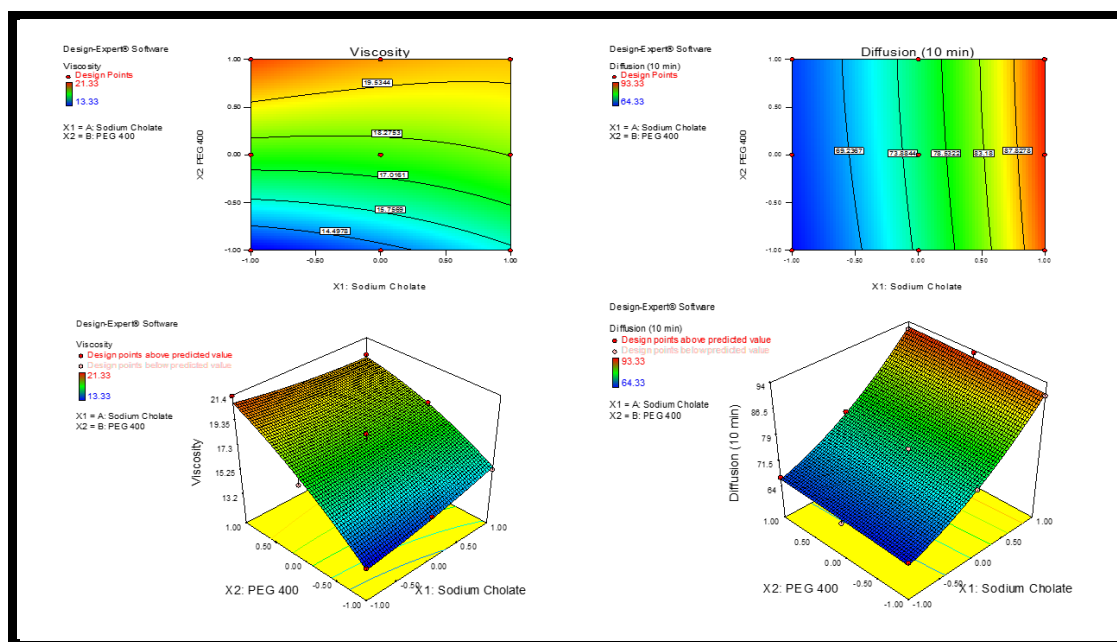 Design-Expert® Software
Viscosity
Design Points
21.33
13.33
X1 = A: Sodium Cholate
X2 = B: PEG 400
Viscosity
1.00
0.50
0.00
-0.50
-1.00
X2: PEG 400
19.5344
18.2753
17.0161
15.7569
14.4978
-1.00
-0.50
0.00
0.50
1.00
X1: Sodium Cholate
Design-Expert® Software
Diffusion (10 min)
Design Points
93.33
64.33
X1 = A: Sodium Cholate
X2 = B: PEG 400
Diffusion (10 min)
1.00
0.50
0.00
-0.50
-1.00
X2: PEG 400
69.2367
73.8844
78.5322
83.18
87.8278
-1.00
-0.50
0.00
0.50
1.00
X1: Sodium Cholate
Design-Expert® Software
Viscosity
Design points above predicted value
Design points below predicted value
21.33
13.33
X1 = A: Sodium Cholate
X2 = B: PEG 400
21.4
19.35
17.3
15.25
13.2
Viscosity
1.00
0.50
0.00
-0.50
-1.00
X2: PEG 400
-1.00
-0.50
0.00
0.50
1.00
X1: Sodium Cholate
Design-Expert® Software
Diffusion (10 min)
Design points above predicted value
Design points below predicted value
93.33
64.33
X1 = A: Sodium Cholate
X2 = B: PEG 400
94
86.5
79
71.5
64
Diffusion (10 min)
1.00
0.50
0.00
-0.50
-1.00
X2: PEG 400
-1.00
-0.50
0.00
0.50
1.00
X1: Sodium Cholate